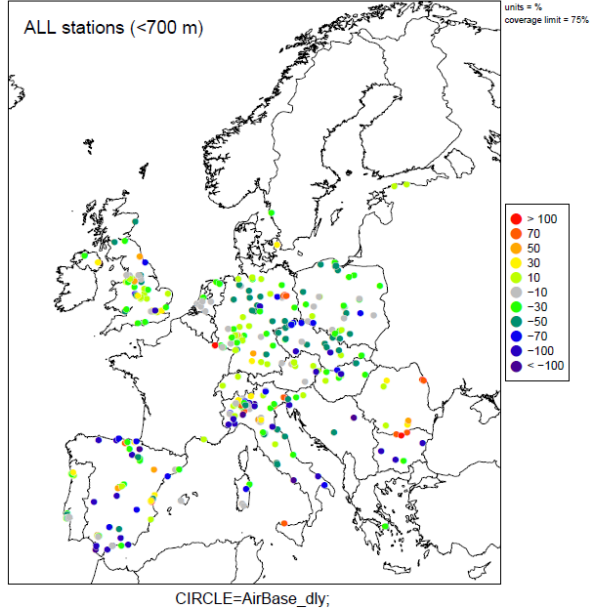 ALL stations (<700 m)
units = %
coverage limit = 75%
> 100
70
50
30
10
−10
−30
−50
−70
−100
< −100
CIRCLE=AirBase_dly;